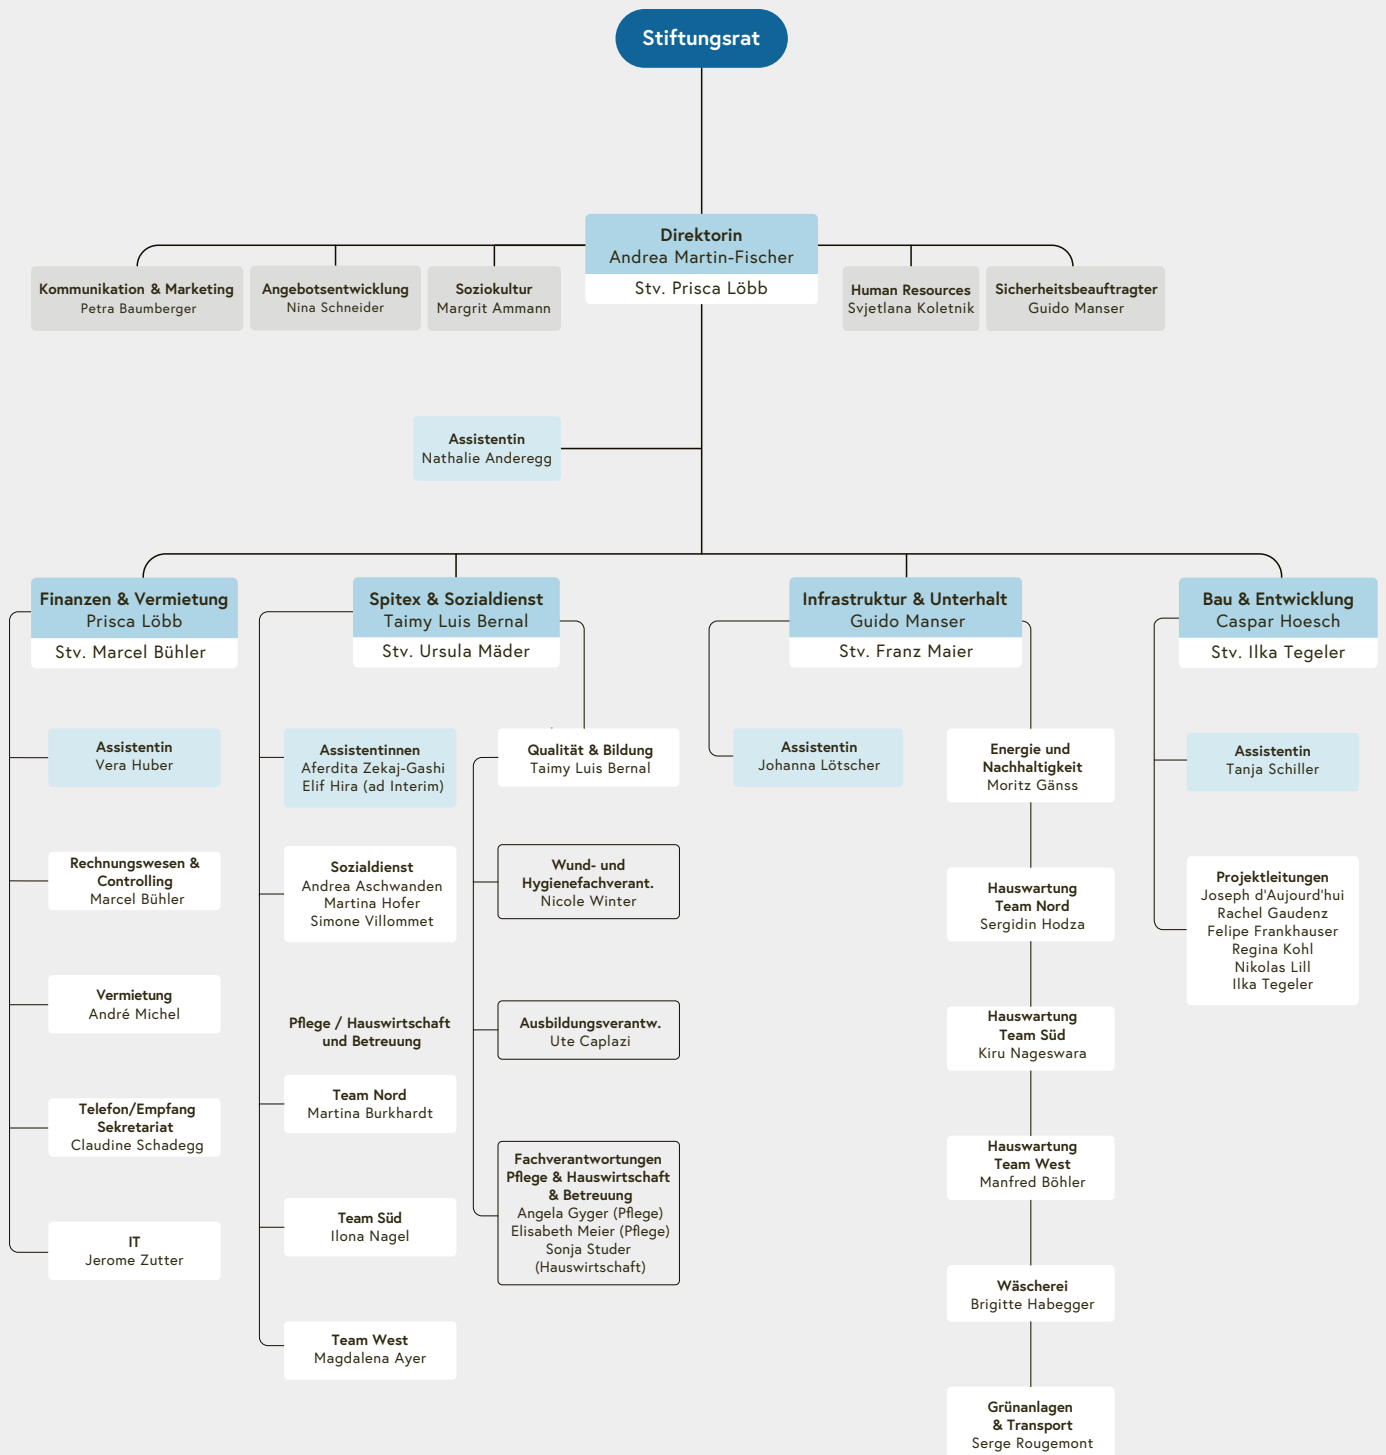 Stiftungsrat
Direktorin
Andrea Martin-Fischer
Stv. Prisca Löbb
Kommunikation & Marketing
Petra Baumberger
Angebotsentwicklung
Nina Schneider
Soziokultur
Margrit Ammann
Human Resources
Svjetlana Koletnik
Sicherheitsbeauftragter
Guido Manser
Assistentin
Nathalie Anderegg
Finanzen & Vermietung
Prisca Löbb
Stv. Marcel Bühler
Assistentin
Vera Huber
Rechnungswesen &
Controlling
Marcel Bühler
Vermietung
André Michel
Telefon/Empfang
Sekretariat
Claudine Schadegg
IT
Jerome Zutter
Spitex & Sozialdienst
Taimy Luis Bernal
Stv. Ursula Mäder
Assistentinnen
Aferdita Zekaj-Gashi
Elif Hira (ad Interim)
Sozialdienst
Andrea Aschwanden
Martina Hofer
Simone Villommet
Pflege / Hauswirtschaft
und Betreuung
Team Nord
Martina Burkhardt
Team Süd
Ilona Nagel
Team West
Magdalena Ayer
Qualität & Bildung
Taimy Luis Bernal
Wund- und
Hygienefachverant.
Nicole Winter
Ausbildungsverantw.
Ute Caplazi
Fachverantwortungen
Pflege & Hauswirtschaft
& Betreuung
Angela Gyger (Pflege)
Elisabeth Meier (Pflege)
Sonja Studer
(Hauswirtschaft)
Infrastruktur & Unterhalt
Guido Manser
Stv. Franz Maier
Assistentin
Johanna Lötscher
Energie und
Nachhaltigkeit
Moritz Gänss
Hauswartung
Team Nord
Sergidin Hodza
Hauswartung
Team Süd
Kiru Nageswara
Hauswartung
Team West
Manfred Böhler
Wäscherei
Brigitte Habegger
Grünanlagen
& Transport
Serge Rougemont
Bau & Entwicklung
Caspar Hoesch
Stv. Ilka Tegeler
Assistentin
Tanja Schiller
Projektleitungen
Joseph d'Aujourd'hui
Rachel Gaudenz
Felipe Frankhauser
Regina Kohl
Nikolas Lill
Ilka Tegeler